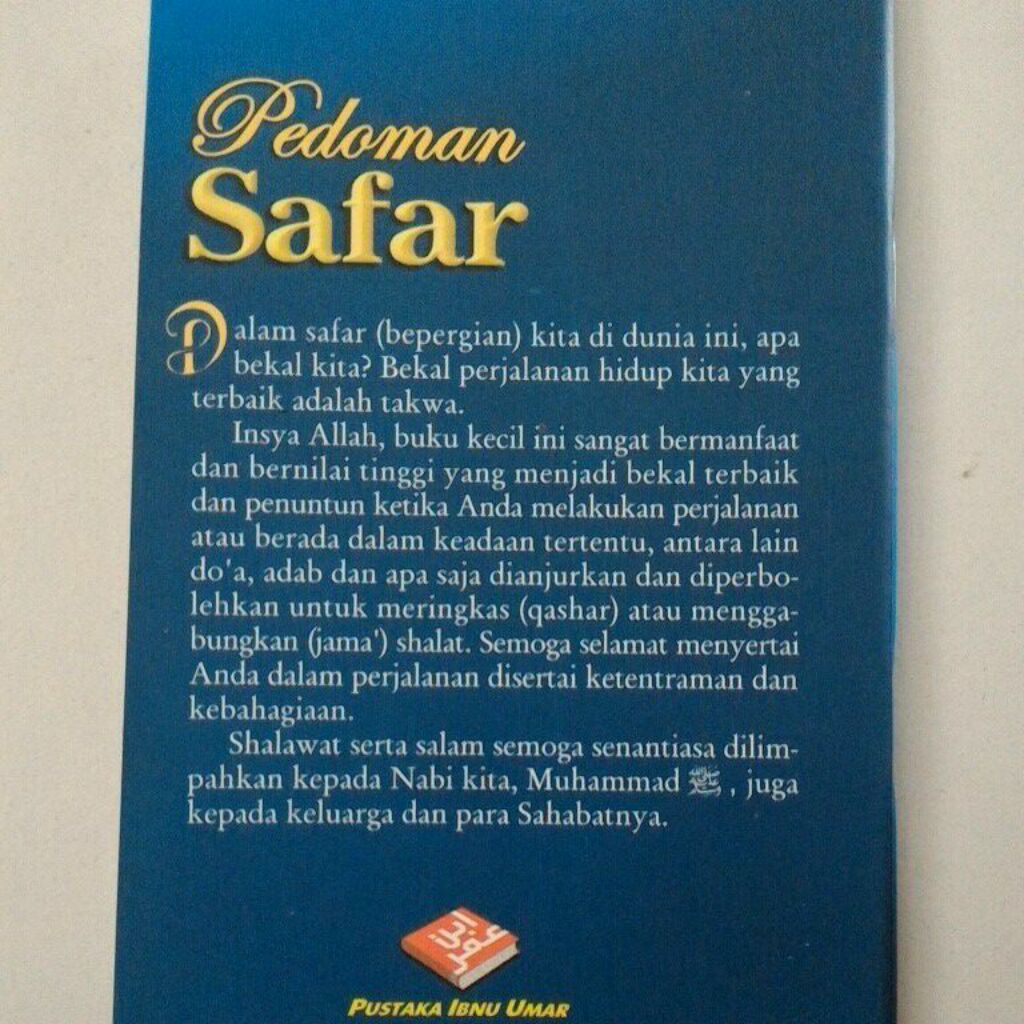 Pedoman
Safar
Dalam safar (bepergian) kita di dunia ini, apa
bekal kita? Bekal perjalanan hidup kita yang
terbaik adalah takwa.
Insya Allah, buku kecil ini sangat bermanfaat
dan bernilai tinggi yang menjadi bekal terbaik
dan penuntun ketika Anda melakukan perjalanan
atau berada dalam keadaan tertentu, antara lain
do'a, adab dan apa saja dianjurkan dan diperbo-
lehkan untuk meringkas (qashar) atau mengga-
bungkan (jama') shalat. Semoga selamat menyertai
Anda dalam perjalanan disertai ketentraman dan
kebahagiaan.
Shalawat serta salam semoga senantiasa dilim-
pahkan kepada Nabi kita, Muhammad ﷺ, juga
kepada keluarga dan para Sahabatnya.
ابن عمر
PUSTAKA IBNU UMAR